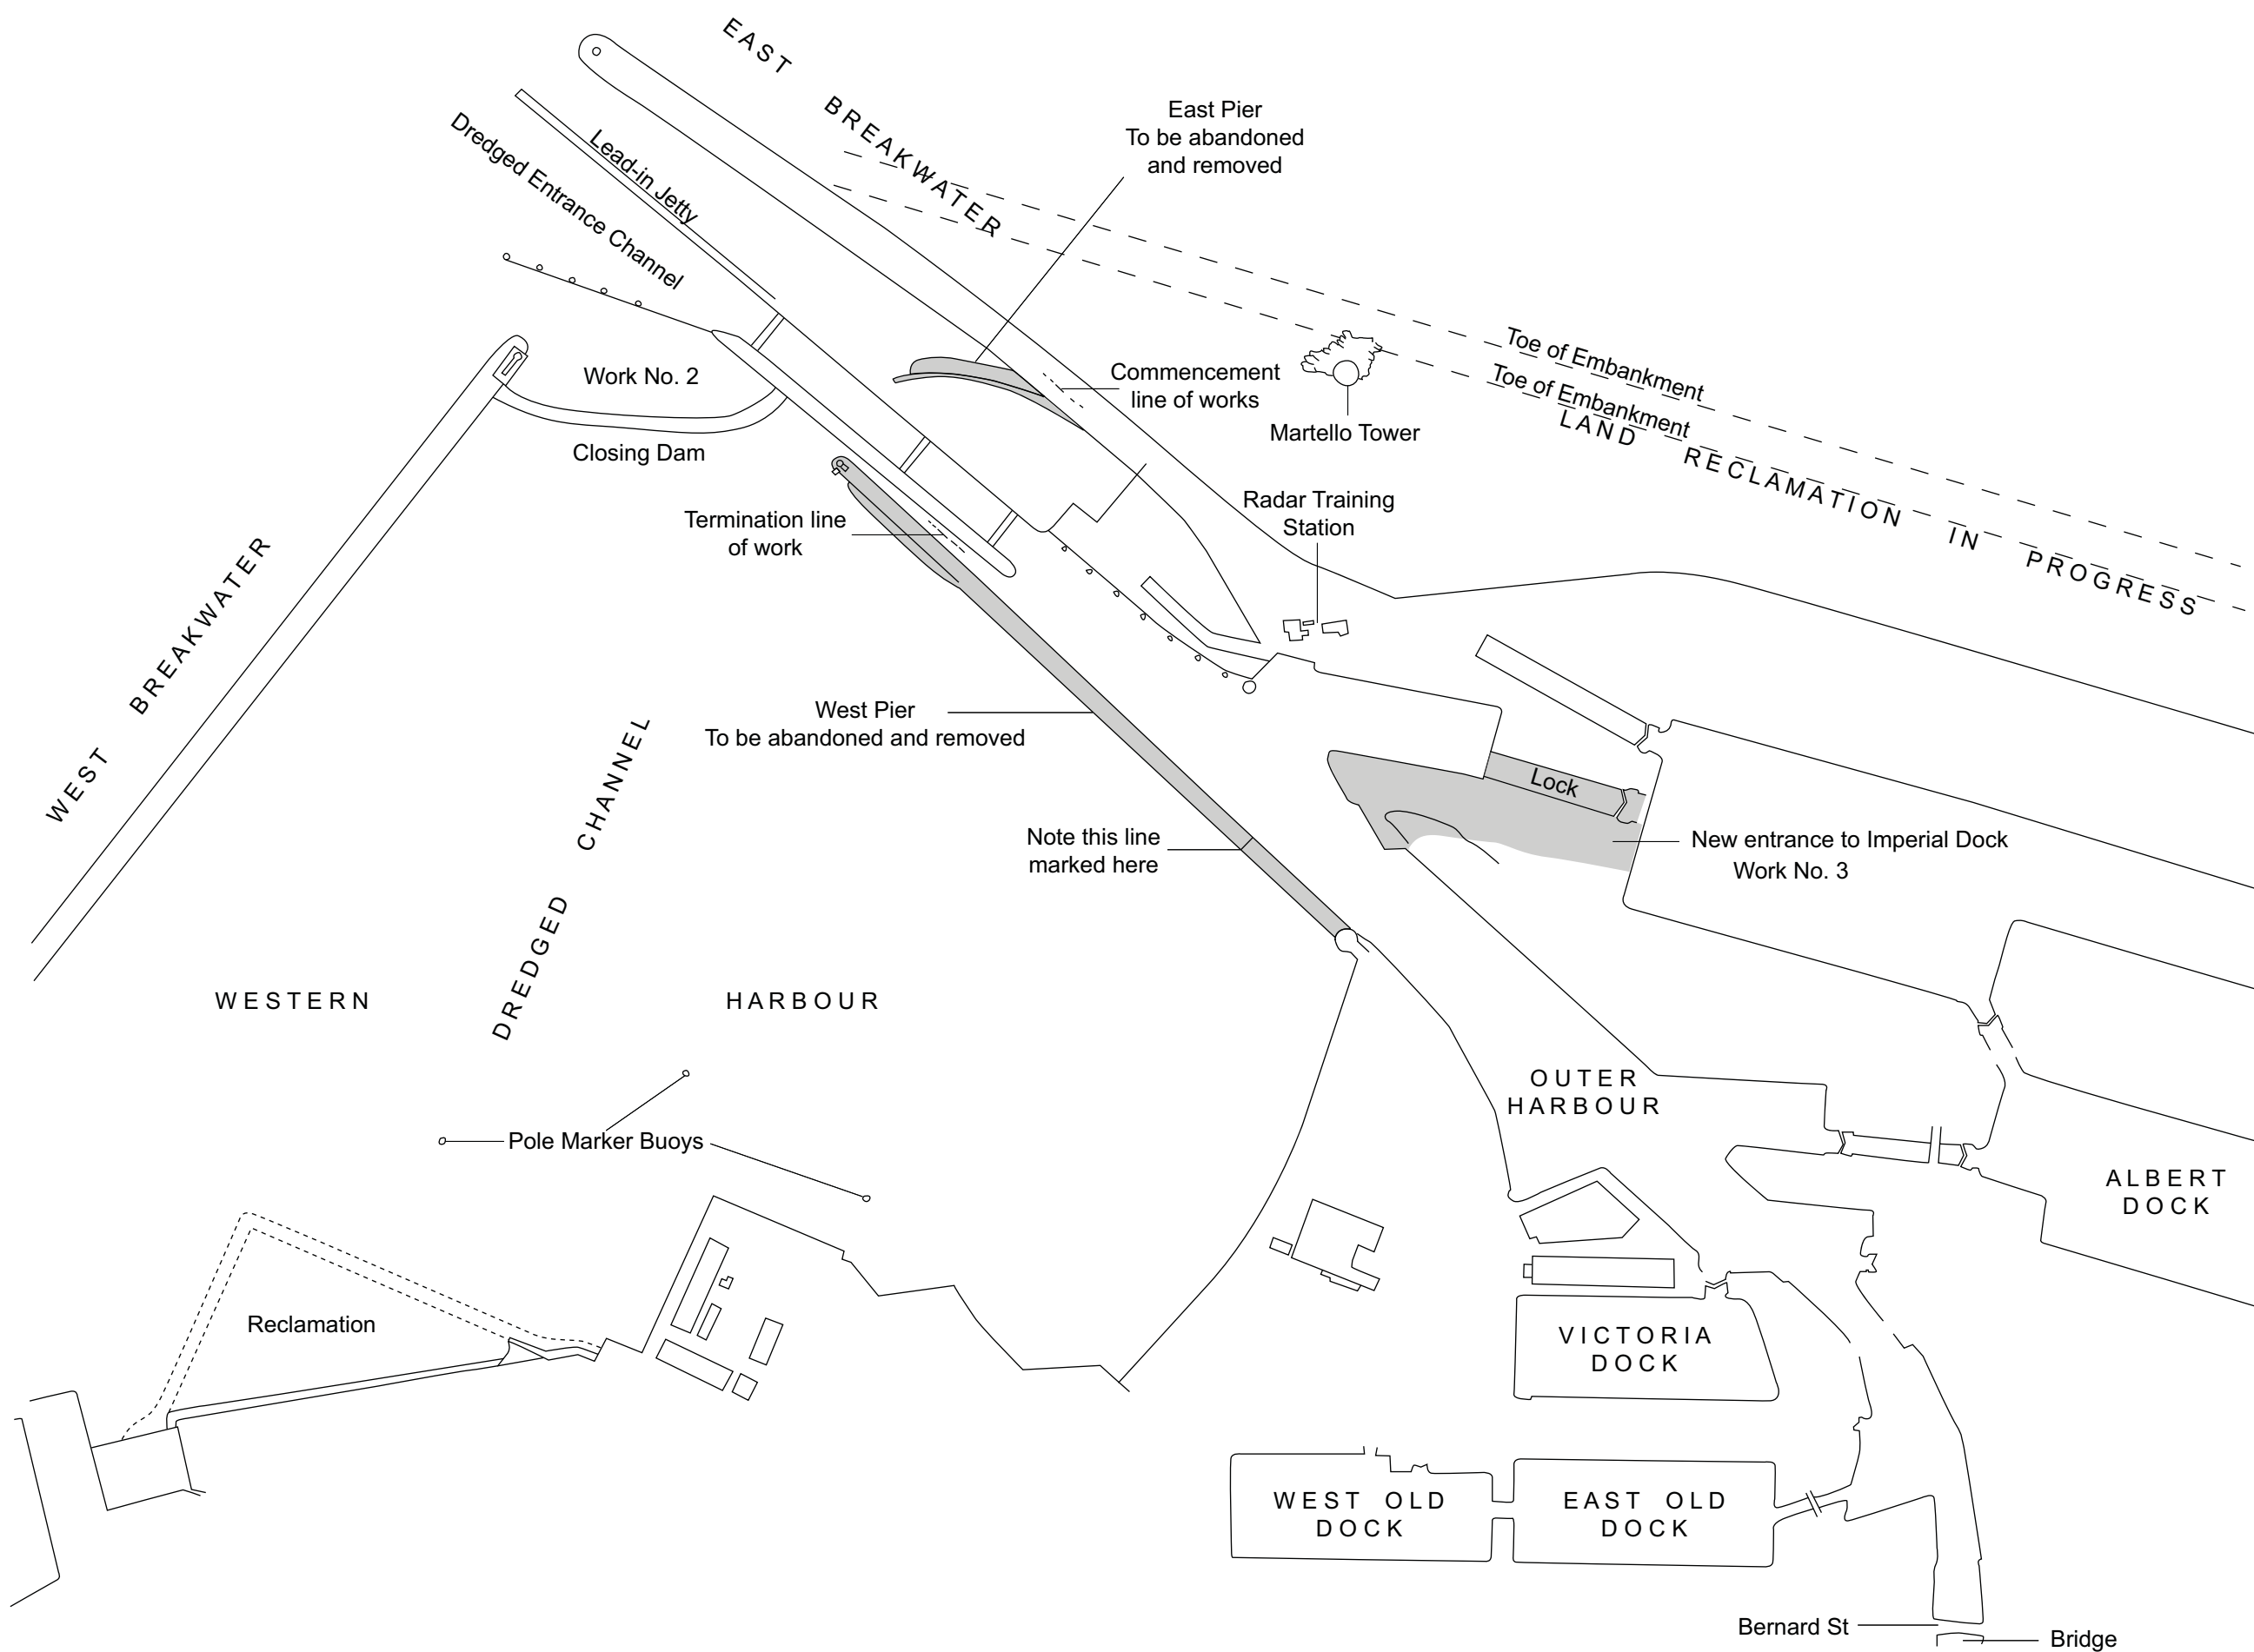 EAST BREAKWATER
East Pier
To be abandoned
and removed
Lead-in Jetty
Dredged Entrance Channel
Work No. 2
Closing Dam
Commencement
line of works
Martello Tower
Toe of Embankment
Toe of Embankment
LAND RECLAMATION IN PROGRESS
Radar Training
Station
Termination line
of work
WEST BREAKWATER
West Pier
To be abandoned and removed
DREDGED CHANNEL
Lock
Note this line
marked here
New entrance to Imperial Dock
Work No. 3
WESTERN HARBOUR
OUTER
HARBOUR
Pole Marker Buoys
ALBERT
DOCK
Reclamation
VICTORIA
DOCK
WEST OLD
DOCK
EAST OLD
DOCK
Bernard St
Bridge